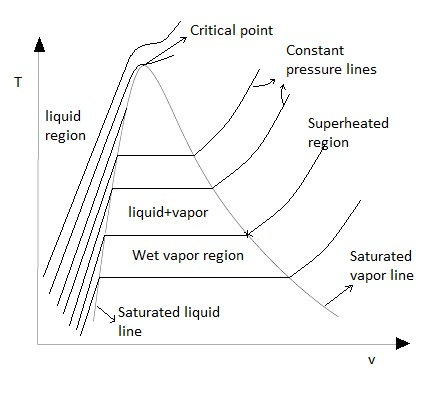 Critical point
Constant
pressure lines
T
liquid
region
Superheated
region
liquid+vapor
Wet vapor region
Saturated
vapor line
Saturated liquid
line
v